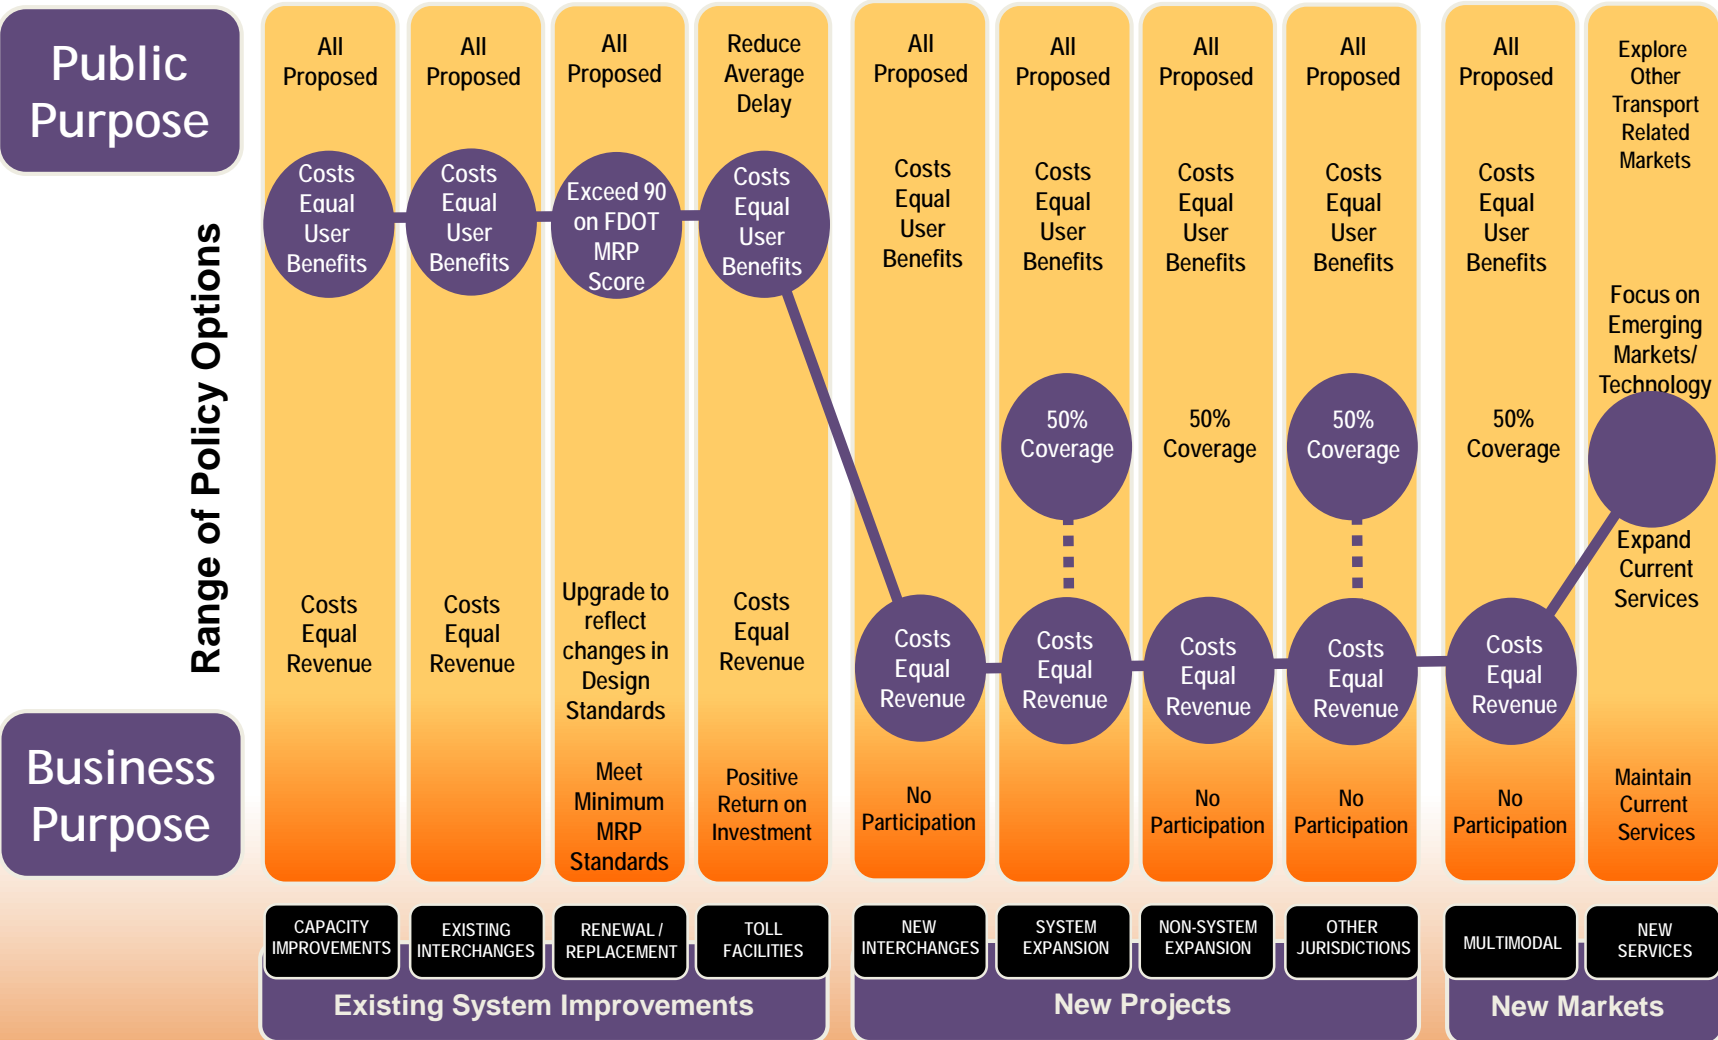 Public
Purpose
Range of Policy Options
Business
Purpose
All
Proposed
Costs
Equal
User
Benefits
Costs
Equal
Revenue
CAPACITY
IMPROVEMENTS
All
Proposed
Costs
Equal
User
Benefits
Costs
Equal
Revenue
EXISTING
INTERCHANGES
All
Proposed
Exceed 90
on FDOT
MRP
Score
Upgrade to
reflect
changes in
Design
Standards
Meet
Minimum
MRP
Standards
RENEWAL /
REPLACEMENT
Reduce
Average
Delay
Costs
Equal
User
Benefits
Costs
Equal
Revenue
Positive
Return on
Investment
TOLL
FACILITIES
Existing System Improvements
All
Proposed
Costs
Equal
User
Benefits
Costs
Equal
Revenue
No
Participation
NEW
INTERCHANGES
All
Proposed
Costs
Equal
User
Benefits
50%
Coverage
Costs
Equal
Revenue
SYSTEM
EXPANSION
All
Proposed
Costs
Equal
User
Benefits
50%
Coverage
Costs
Equal
Revenue
No
Participation
NON-SYSTEM
EXPANSION
All
Proposed
Costs
Equal
User
Benefits
50%
Coverage
Costs
Equal
Revenue
No
Participation
OTHER
JURISDICTIONS
New Projects
All
Proposed
Costs
Equal
User
Benefits
50%
Coverage
Costs
Equal
Revenue
No
Participation
MULTIMODAL
Explore
Other
Transport
Related
Markets
Focus on
Emerging
Markets/
Technology
Expand
Current
Services
Maintain
Current
Services
NEW
SERVICES
New Markets